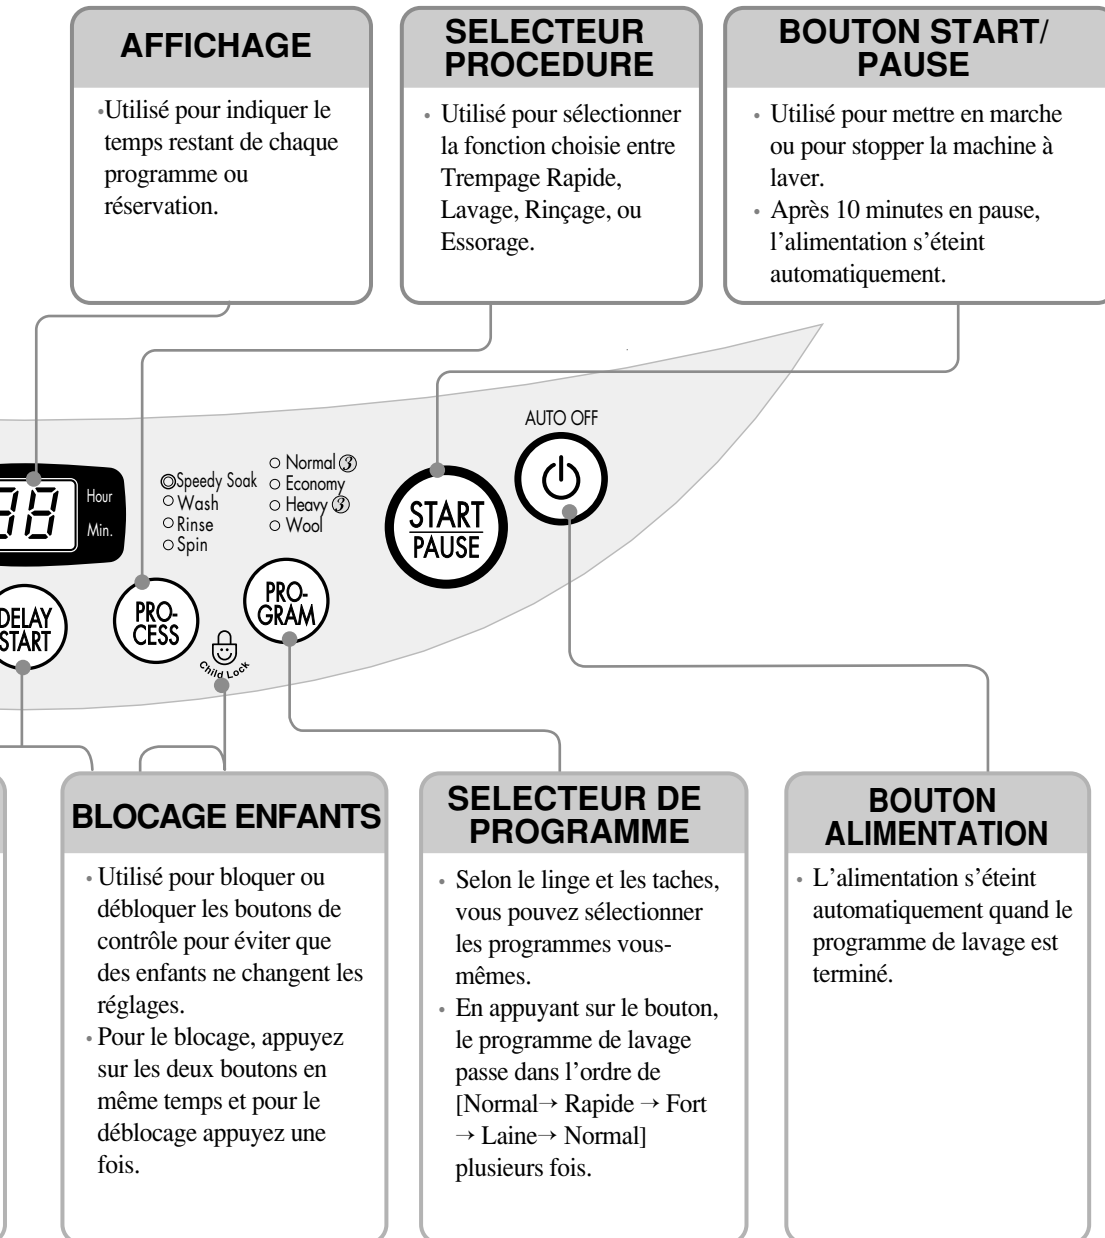 AFFICHAGE
•Utilisé pour indiquer le
temps restant de chaque
programme ou
réservation.
SELECTEUR
PROCEDURE
• Utilisé pour sélectionner
la fonction choisie entre
Trempage Rapide,
Lavage, Rinçage, ou
Essorage.
BOUTON START/
PAUSE
• Utilisé pour mettre en marche
ou pour stopper la machine à
laver.
• Après 10 minutes en pause,
l’alimentation s’éteint
automatiquement.
AUTO OFF
88
Hour
Min.
Speedy Soak
Wash
Rinse
Spin
Normal 3
Economy
Heavy 3
Wool
START
PAUSE
DELAY
START
PRO-
CESS
Child Lock
PRO-
GRAM
BLOCAGE ENFANTS
• Utilisé pour bloquer ou
débloquer les boutons de
contrôle pour éviter que
des enfants ne changent les
réglages.
• Pour le blocage, appuyez
sur les deux boutons en
même temps et pour le
déblocage appuyez une
fois.
SELECTEUR DE
PROGRAMME
• Selon le linge et les taches,
vous pouvez sélectionner
les programmes vous-
mêmes.
• En appuyant sur le bouton,
le programme de lavage
passe dans l’ordre de
[Normal→ Rapide → Fort
→ Laine→ Normal]
plusieurs fois.
BOUTON
ALIMENTATION
• L’alimentation s’éteint
automatiquement quand le
programme de lavage est
terminé.